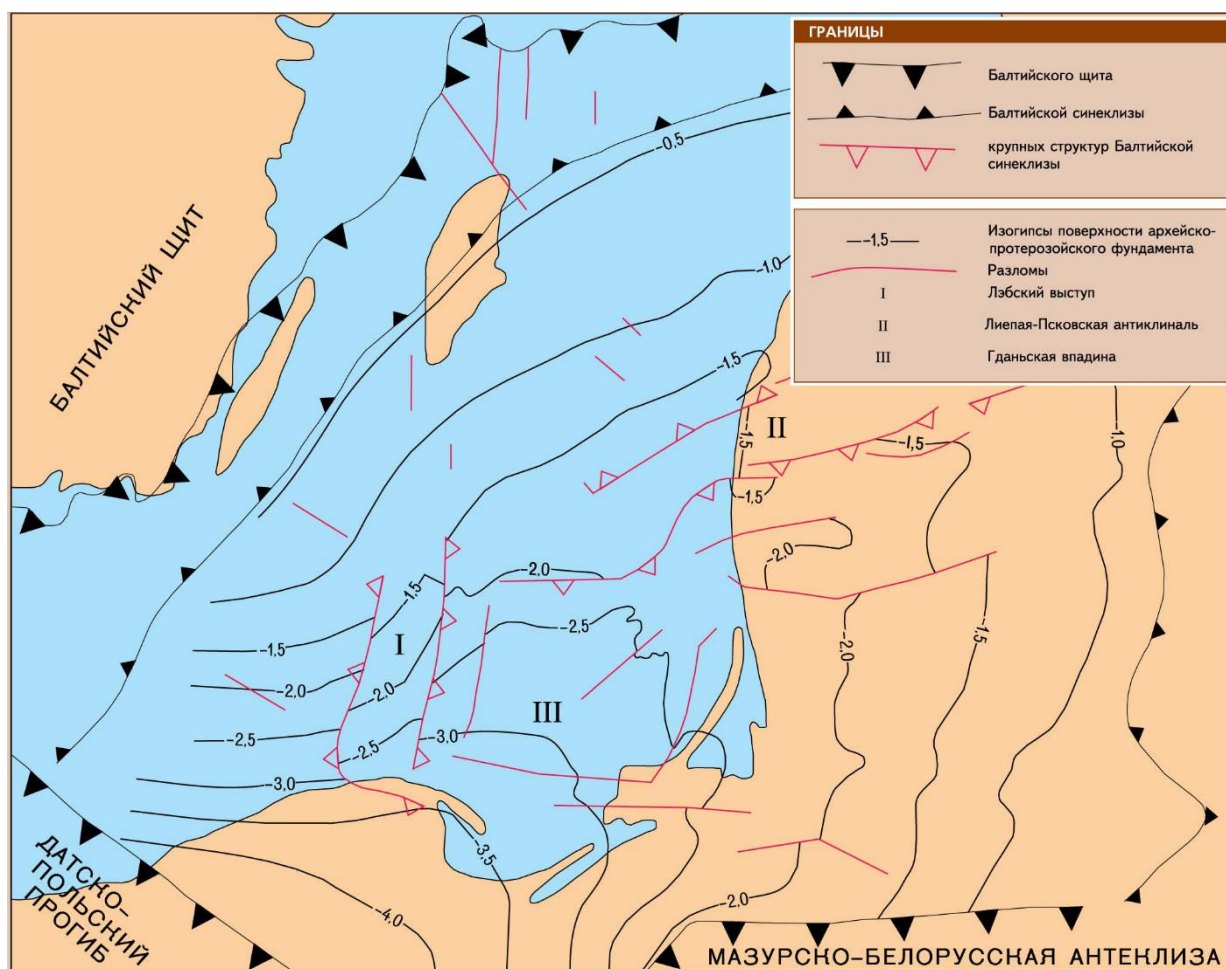 ГРАНИЦЫ
Балтийского щита
Балтийской синеклизы
крупных структур Балтийской
синеклизы
–1,5
Изогипсы поверхности архейско-
протерозойского фундамента
Разломы
I
Лэбский выступ
II
Лиепая-Псковская антиклиналь
III
Гданьская впадина
–0,5
–1,0
БАЛТИЙСКИЙ ЩИТ
–1,5
–1,5
II
–1,5
–1,0
–1,5
–2,0
–2,0
–1,5
–2,5
–1,5
–1,5
I
–2,0
–2,0
–2,0
III
–2,5
–2,5
–3,0
–3,0
–3,5
–4,0
–2,0
ДАТСКО-
ПОЛЬСКИЙ
ПРОГИБ
МАЗУРСКО–БЕЛОРУССКАЯ АНТЕКЛИЗА